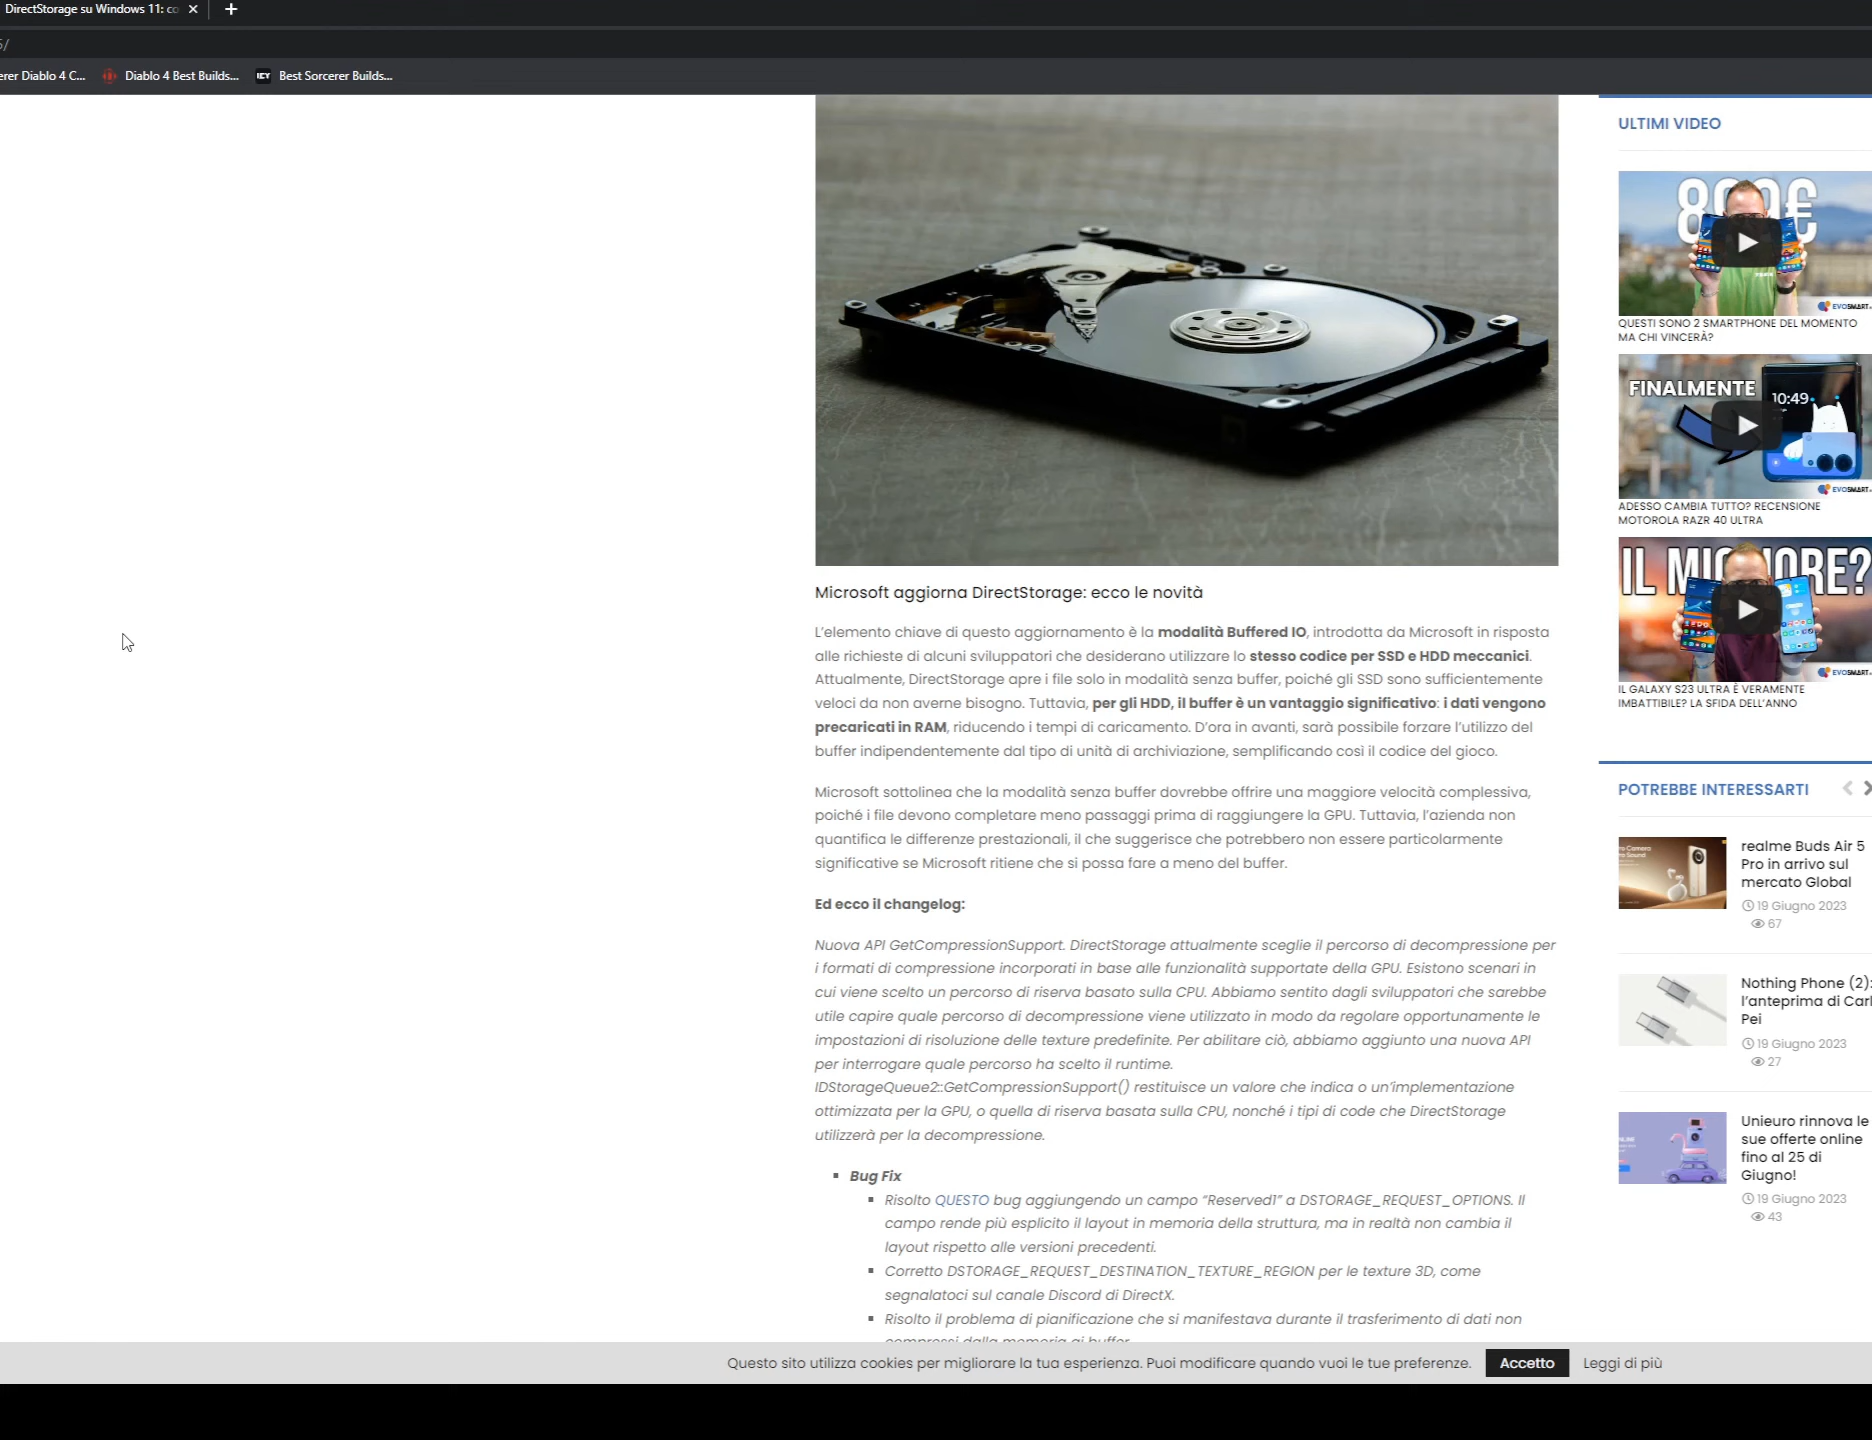 DirectStorage su Windows 11: co
5/
erer Diablo 4 C...
Diablo 4 Best Builds...
ICY
Best Sorcerer Builds...
Microsoft aggiorna DirectStorage: ecco le novità
L'elemento chiave di questo aggiornamento è la modalità Buffered IO, introdotta da Microsoft in risposta
alle richieste di alcuni sviluppatori che desiderano utilizzare lo stesso codice per SSD e HDD meccanici.
Attualmente, DirectStorage apre i file solo in modalità senza buffer, poiché gli SSD sono sufficientemente
veloci da non averne bisogno. Tuttavia, per gli HDD, il buffer è un vantaggio significativo: i dati vengono
precaricati in RAM, riducendo i tempi di caricamento. D'ora in avanti, sarà possibile forzare l'utilizzo del
buffer indipendentemente dal tipo di unità di archiviazione, semplificando così il codice del gioco.
Microsoft sottolinea che la modalità senza buffer dovrebbe offrire una maggiore velocità complessiva,
poiché i file devono completare meno passaggi prima di raggiungere la GPU. Tuttavia, l'azienda non
quantifica le differenze prestazionali, il che suggerisce che potrebbero non essere particolarmente
significative se Microsoft ritiene che si possa fare a meno del buffer.
Ed ecco il changelog:
Nuova API GetCompressionSupport. DirectStorage attualmente sceglie il percorso di decompressione per
i formati di compressione incorporati in base alle funzionalità supportate della GPU. Esistono scenari in
cui viene scelto un percorso di riserva basato sulla CPU. Abbiamo sentito dagli sviluppatori che sarebbe
utile capire quale percorso di decompressione viene utilizzato in modo da regolare opportunamente le
impostazioni di risoluzione delle texture predefinite. Per abilitare ciò, abbiamo aggiunto una nuova API
per interrogare quale percorso ha scelto il runtime.
IDStorageQueue2::GetCompressionSupport() restituisce un valore che indica o un'implementazione
ottimizzata per la GPU, o quella di riserva basata sulla CPU, nonché i tipi di code che DirectStorage
utilizzerà per la decompressione.
Bug Fix
Risolto QUESTO bug aggiungendo un campo "Reserved1" a DSTORAGE_REQUEST_OPTIONS. Il
campo rende più esplicito il layout in memoria della struttura, ma in realtà non cambia il
layout rispetto alle versioni precedenti.
Corretto DSTORAGE_REQUEST_DESTINATION_TEXTURE_REGION per le texture 3D, come
segnalatoci sul canale Discord di DirectX.
Risolto il problema di pianificazione che si manifestava durante il trasferimento di dati non
compressi dalla memoria ai buffer.
ULTIMI VIDEO
800€
EVOSMART
QUESTI SONO 2 SMARTPHONE DEL MOMENTO
MA CHI VINCERÀ?
FINALMENTE
10:49
EVOSMART
ADESSO CAMBIA TUTTO? RECENSIONE
MOTOROLA RAZR 40 ULTRA
IL MIGLIORE?
EVOSMART
IL GALAXY S23 ULTRA È VERAMENTE
IMBATTIBILE? LA SFIDA DELL'ANNO
POTREBBE INTERESSARTI
realme Buds Air 5
Pro in arrivo sul
mercato Global
19 Giugno 2023
67
Nothing Phone (2):
l'anteprima di Carl
Pei
19 Giugno 2023
27
Unieuro rinnova le
sue offerte online
fino al 25 di
Giugno!
19 Giugno 2023
43
Questo sito utilizza cookies per migliorare la tua esperienza. Puoi modificare quando vuoi le tue preferenze.
Accetto
Leggi di più